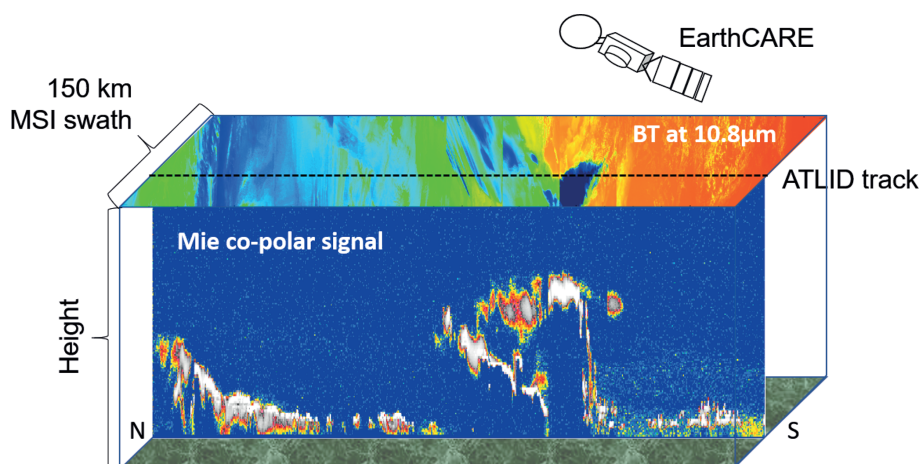 EarthCARE
150 km
MSI swath
BT at 10.8µm
ATLID track
Mie co-polar signal
Height
N
S